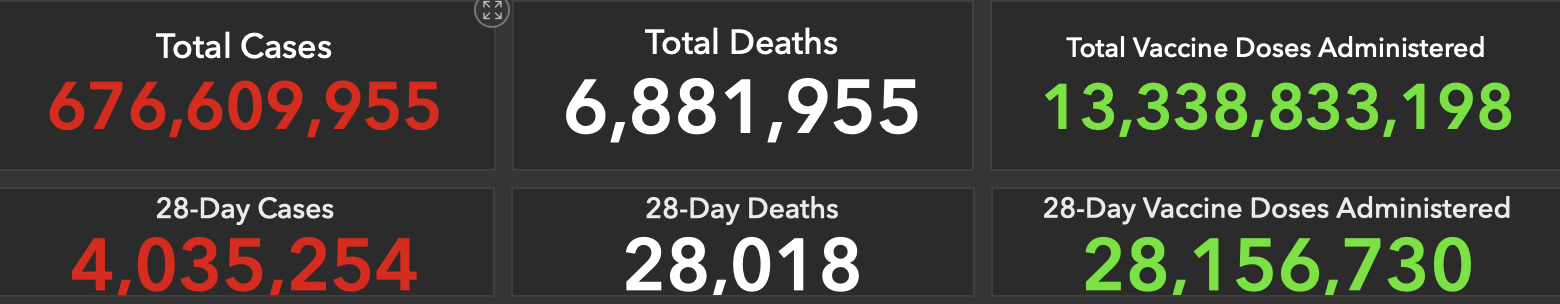 Total Cases
676,609,955
Total Deaths
6,881,955
Total Vaccine Doses Administered
13,338,833,198
28-Day Cases
4,035,254
28-Day Deaths
28,018
28-Day Vaccine Doses Administered
28,156,730